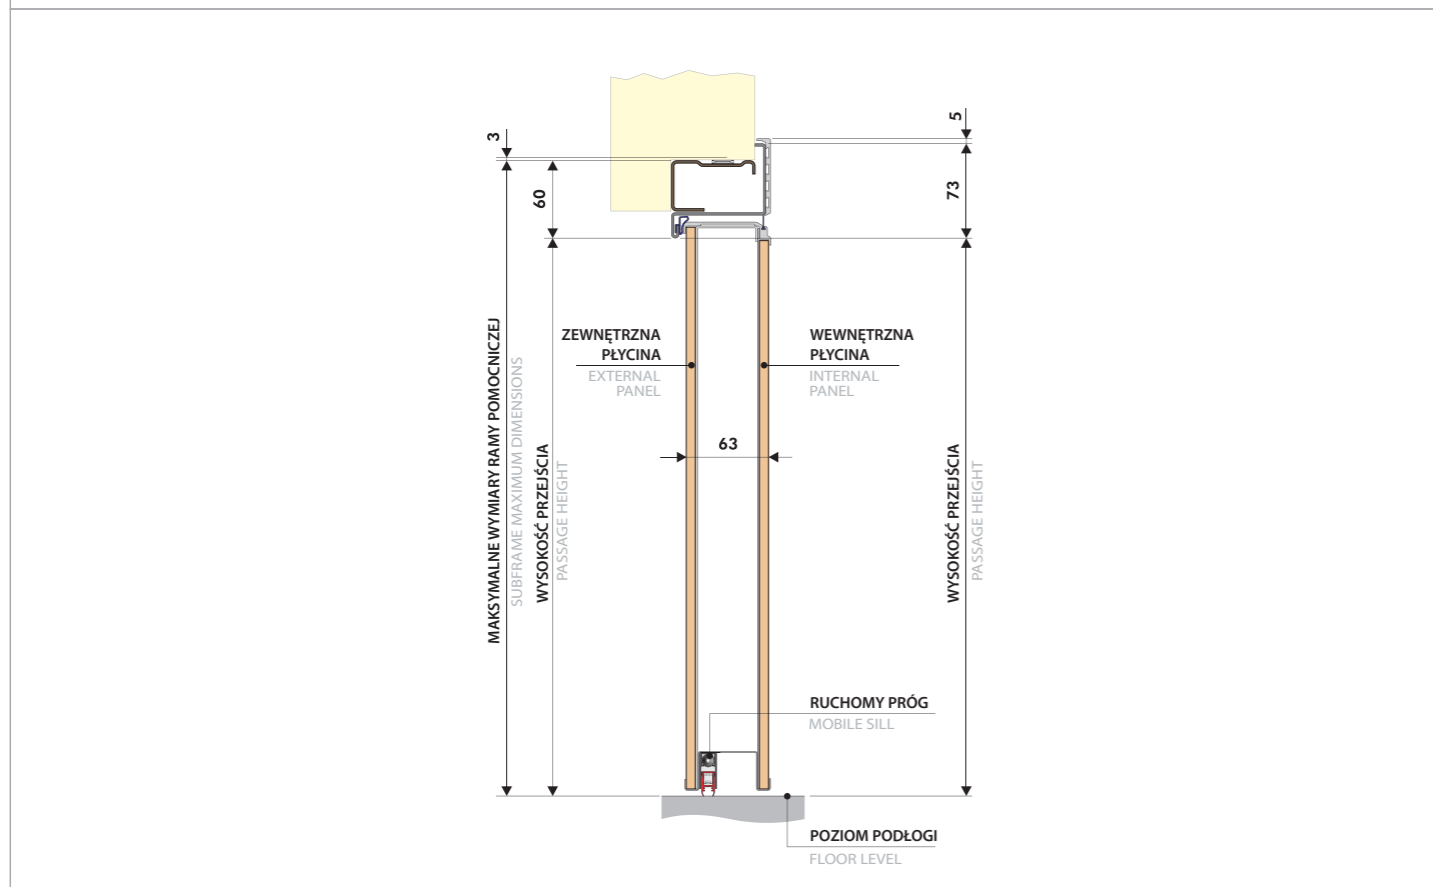 5
3
60
73
ZEWNĘTRZNA
PŁYCINA
EXTERNAL
PANEL
WEWNĘTRZNA
PŁYCINA
INTERNAL
PANEL
63
MAKSYMALNE WYMIARY RAMY POMOCNICZEJ
SUBFRAME MAXIMUM DIMENSIONS
WYSOKOŚĆ PRZEJŚCIA
PASSAGE HEIGHT
WYSOKOŚĆ PRZEJŚCIA
PASSAGE HEIGHT
RUCHOMY PRÓG
MOBILE SILL
POZIOM PODŁOGI
FLOOR LEVEL